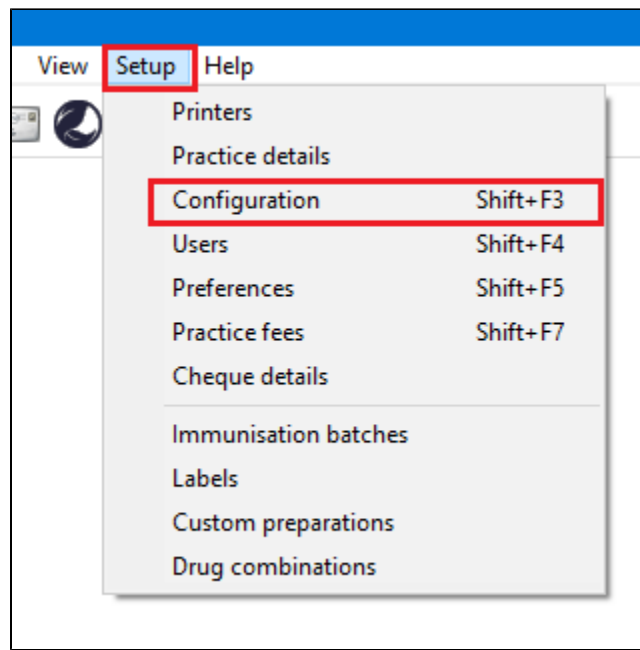 View Setup Help
Printers
Practice details
Configuration Shift+F3
Users Shift+F4
Preferences Shift+F5
Practice fees Shift+F7
Cheque details
Immunisation batches
Labels
Custom preparations
Drug combinations